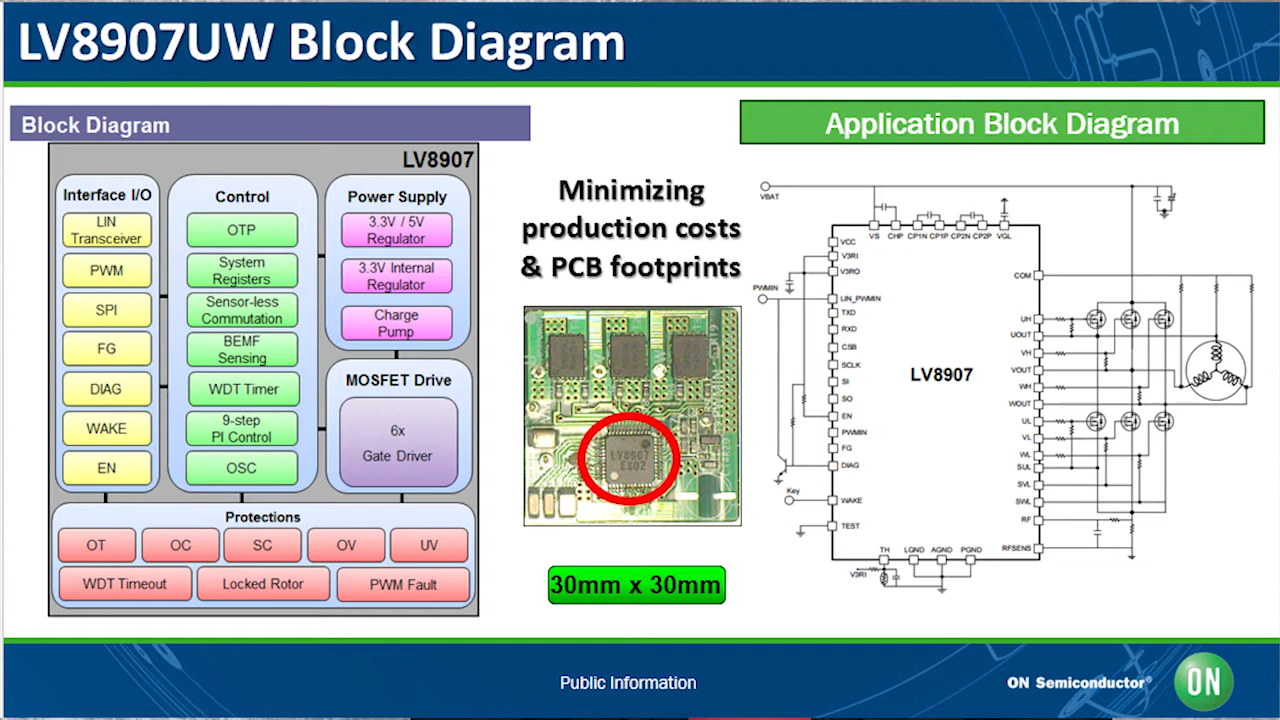 LV8907UW Block Diagram
Block Diagram
LV8907
Interface I/O
LIN
Transceiver
PWM
SPI
FG
DIAG
WAKE
EN
Control
OTP
System
Registers
Sensor-less
Commutation
BEMF
Sensing
WDT Timer
9-step
PI Control
OSC
Power Supply
3.3V / 5V
Regulator
3.3V Internal
Regulator
Charge
Pump
MOSFET Drive
6x
Gate Driver
Protections
OT
OC
SC
OV
UV
WDT Timeout
Locked Rotor
PWM Fault
Minimizing
production costs
& PCB footprints
LV8907
ES02
30mm x 30mm
Application Block Diagram
VBAT
VS
CHP
CP1N
CP1P
CP2N
CP2P
VGL
VCC
V3RI
V3RO
PWMIN
LIN_PWMIN
TXD
RXD
CSB
SCLK
SI
SO
EN
PWMIN
FG
DIAG
Key
WAKE
TEST
LV8907
COM
UH
UOUT
VH
VOUT
WH
WOUT
UL
VL
WL
SUL
SVL
SWL
RF
RFSENS
TH
LGND
AGND
PGND
V3RI
Public Information
ON Semiconductor®
ON